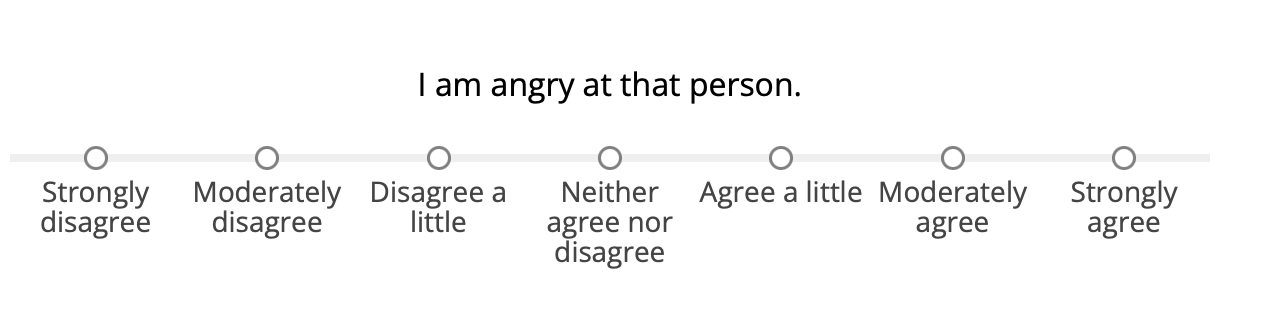 I am angry at that person.
Strongly disagree
Moderately disagree
Disagree a little
Neither agree nor disagree
Agree a little
Moderately agree
Strongly agree